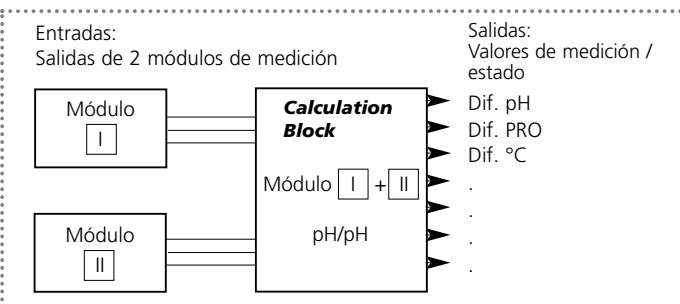 Entradas:
Salidas de 2 módulos de medición
Salidas:
Valores de medición /
estado
Módulo
I
Módulo
II
Calculation
Block
Módulo I + II
pH/pH
Dif. pH
Dif. PRO
Dif. °C
.
.
.
.